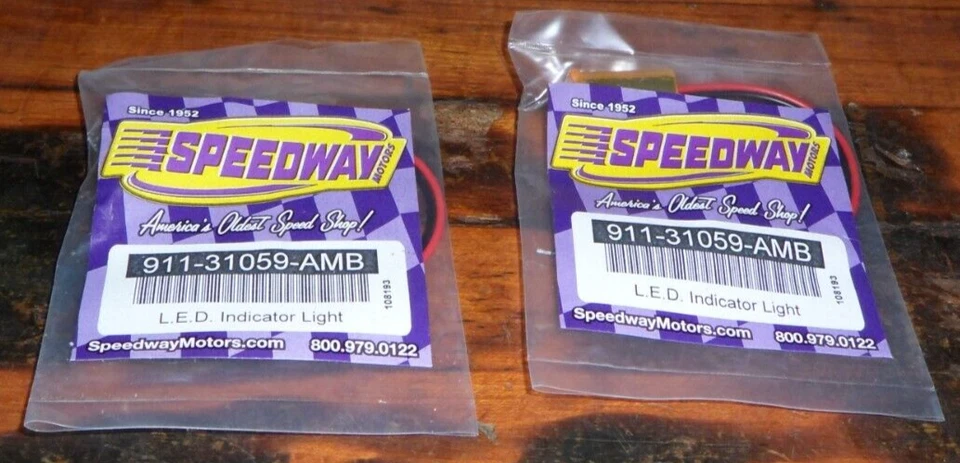 Since 1952
SPEEDWAY MOTORS
America's Oldest Speed Shop!
911-31059-AMB
108193
L.E.D. Indicator Light
SpeedwayMotors.com 800.979.0122
Since 1952
SPEEDWAY MOTORS
America's Oldest Speed Shop!
911-31059-AMB
108193
L.E.D. Indicator Light
SpeedwayMotors.com 800.979.0122